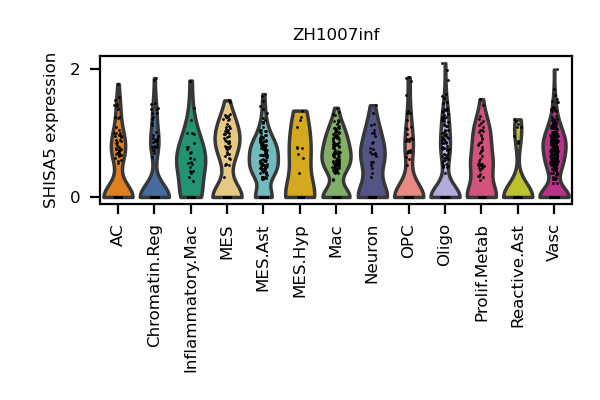 ZH1007inf
SHISA5 expression
2
0
AC
Chromatin.Reg
Inflammatory.Mac
MES
MES.Ast
MES.Hyp
Mac
Neuron
OPC
Oligo
Prolif.Metab
Reactive.Ast
Vasc